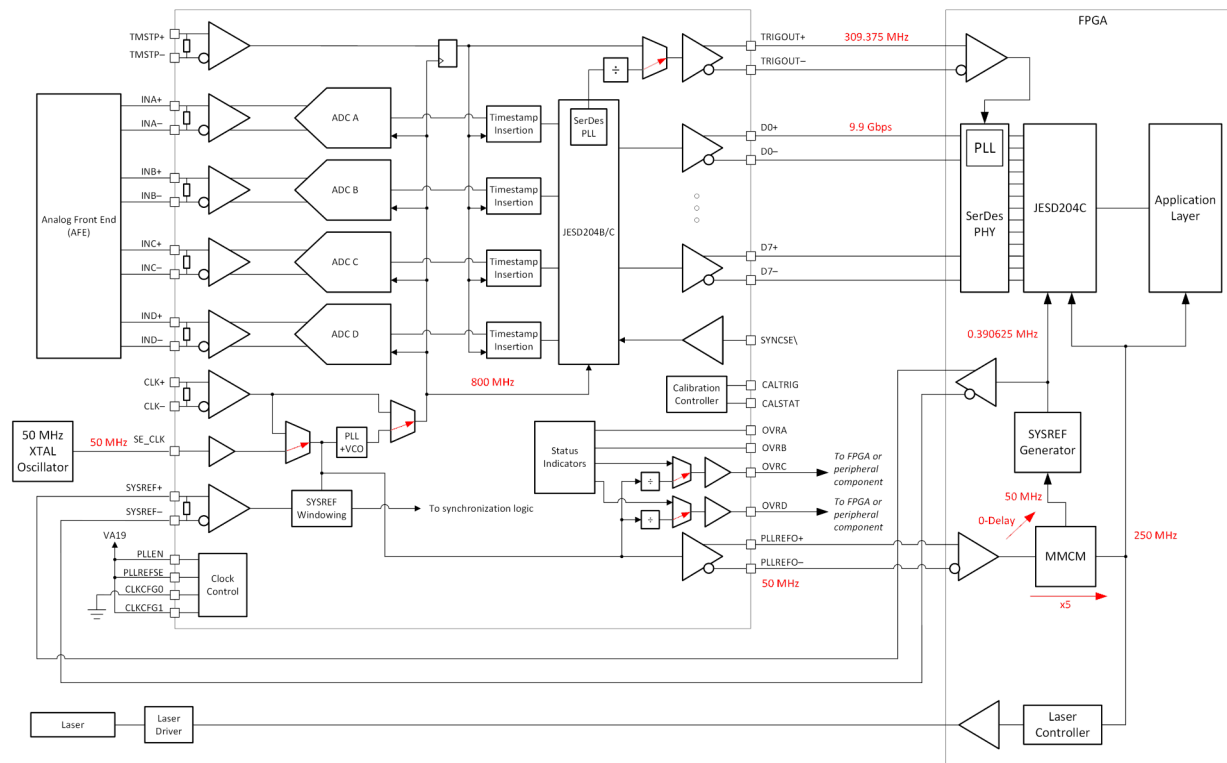 FPGA
TMSTP+
TMSTP–
TRIGOUT+
309.375 MHz
TRIGOUT–
÷
Analog Front End
(AFE)
INA+
INA–
ADC A
Timestamp
Insertion
SerDes
PLL
D0+
9.9 Gbps
D0–
PLL
SerDes
PHY
JESD204C
Application
Layer
INB+
INB–
ADC B
Timestamp
Insertion
JESD204B/C
INC+
INC–
ADC C
Timestamp
Insertion
D7+
D7–
IND+
IND–
ADC D
Timestamp
Insertion
SYNCSE\
0.390625 MHz
CLK+
CLK–
800 MHz
Calibration
Controller
CALTRIG
CALSTAT
50 MHz
XTAL
Oscillator
50 MHz
SE_CLK
PLL
+VCO
Status
Indicators
OVRA
OVRB
OVRC
To FPGA or
peripheral
component
÷
OVRD
To FPGA or
peripheral
component
÷
SYSREF
Generator
SYSREF+
SYSREF–
SYSREF
Windowing
To synchronization logic
50 MHz
0-Delay
250 MHz
VA19
PLLEN
PLLREFSE
CLKCFG0
CLKCFG1
Clock
Control
PLLREFO+
PLLREFO–
50 MHz
MMCM
x5
Laser
Laser
Driver
Laser
Controller